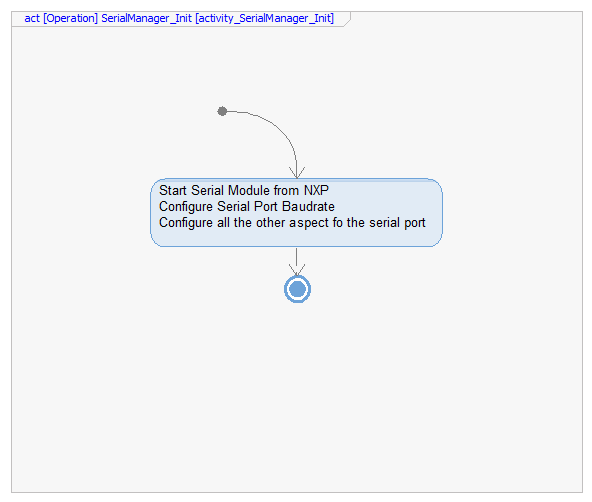 act [Operation] SerialManager_Init [activity_SerialManager_Init]
Start Serial Module from NXP
Configure Serial Port Baudrate
Configure all the other aspect fo the serial port